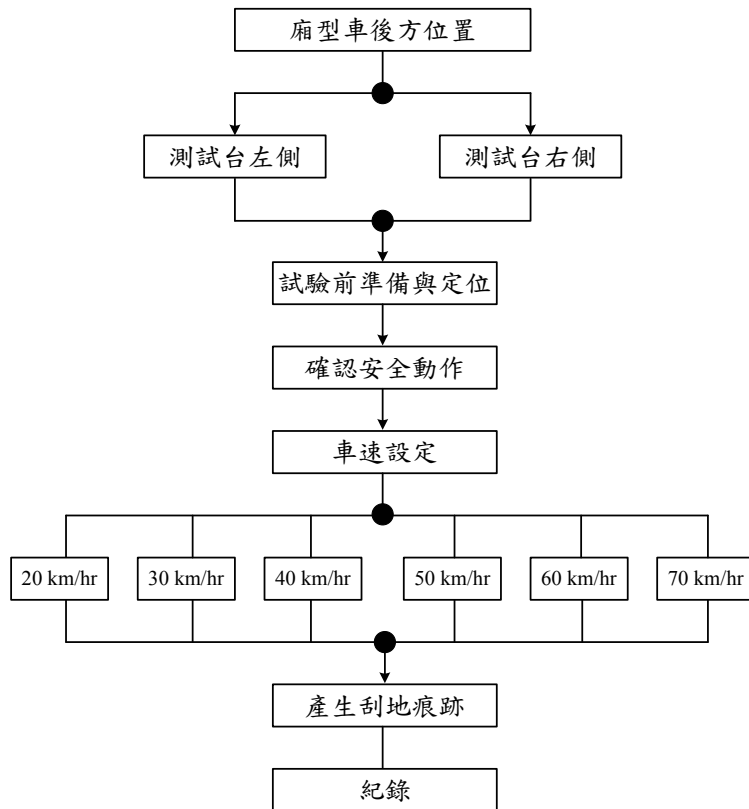 廂型車後方位置
測試台左側
測試台右側
試驗前準備與定位
確認安全動作
車速設定
20 km/hr
30 km/hr
40 km/hr
50 km/hr
60 km/hr
70 km/hr
產生刮地痕跡
紀錄